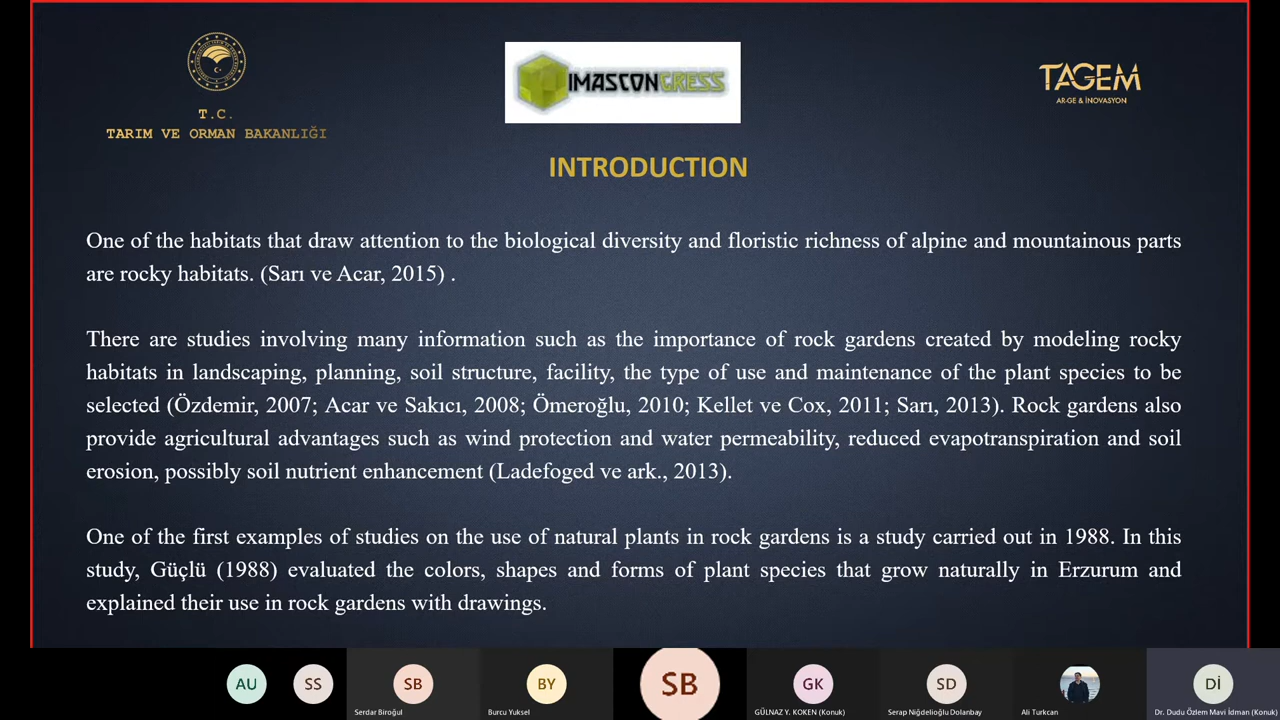 T.C.
TARIM VE ORMAN BAKANLIĞI
IMASCONGRESS
TAGEM
AR-GE & İNOVASYON
INTRODUCTION
One of the habitats that draw attention to the biological diversity and floristic richness of alpine and mountainous parts
are rocky habitats. (Sarı ve Acar, 2015) .
There are studies involving many information such as the importance of rock gardens created by modeling rocky
habitats in landscaping, planning, soil structure, facility, the type of use and maintenance of the plant species to be
selected (Özdemir, 2007; Acar ve Sakıcı, 2008; Ömeroğlu, 2010; Kellet ve Cox, 2011; Sarı, 2013). Rock gardens also
provide agricultural advantages such as wind protection and water permeability, reduced evapotranspiration and soil
erosion, possibly soil nutrient enhancement (Ladefoged ve ark., 2013).
One of the first examples of studies on the use of natural plants in rock gardens is a study carried out in 1988. In this
study, Güçlü (1988) evaluated the colors, shapes and forms of plant species that grow naturally in Erzurum and
explained their use in rock gardens with drawings.
AU
SS
SB
Serdar Biroğul
BY
Burcu Yuksel
SB
GK
GÜLNAZ Y. KOKEN (Konuk)
SD
Serap Niğdelioğlu Dolanbay
Ali Turkcan
Dİ
Dr. Dudu Özlem Mavi İdman (Konuk)